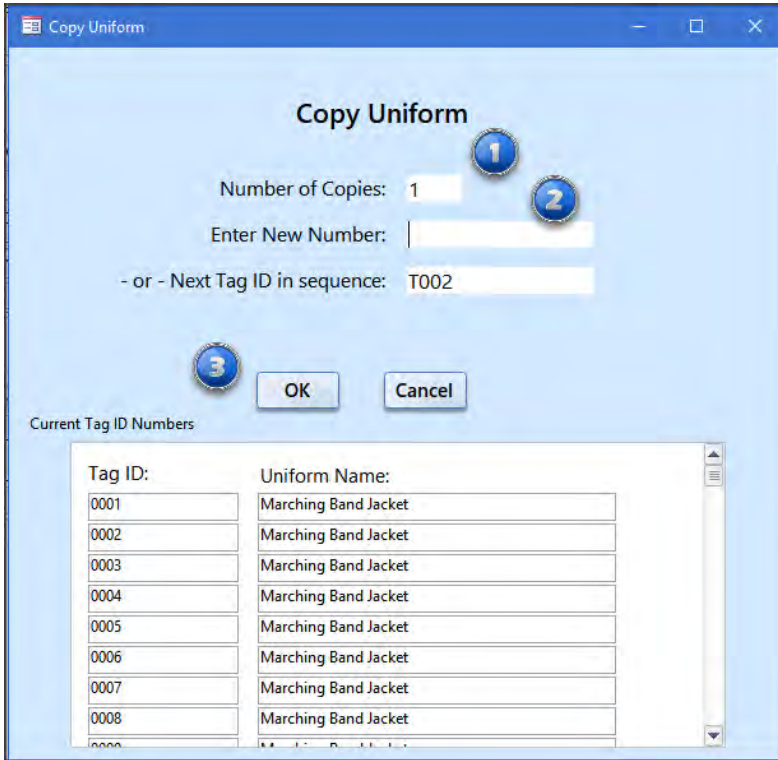 Copy Uniform
Copy Uniform
1
Number of Copies: 1
2
Enter New Number:
- or - Next Tag ID in sequence: T002
3
OK Cancel
Current Tag ID Numbers
Tag ID: Uniform Name:
0001 Marching Band Jacket
0002 Marching Band Jacket
0003 Marching Band Jacket
0004 Marching Band Jacket
0005 Marching Band Jacket
0006 Marching Band Jacket
0007 Marching Band Jacket
0008 Marching Band Jacket